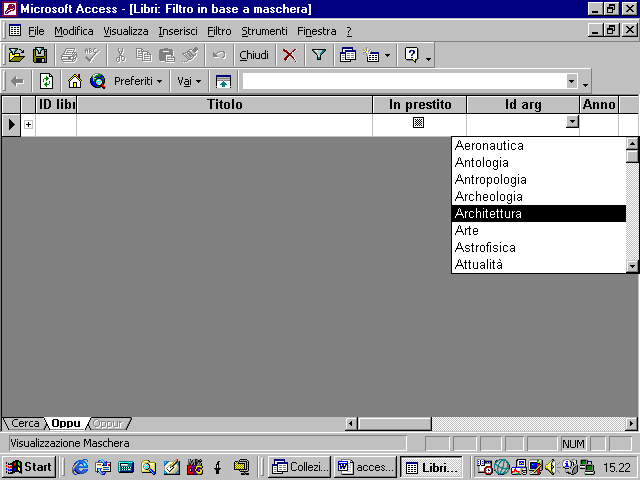 Microsoft Access - [Libri: Filtro in base a maschera]
File Modifica Visualizza Inserisci Filtro Strumenti Finestra ?
Chiudi
Preferiti Vai
ID libr Titolo In prestito Id arg Anno
Aeronautica
Antologia
Antropologia
Archeologia
Architettura
Arte
Astrofisica
Attualità
Cerca Oppu Oppur
Visualizzazione Maschera NUM
Start Collezi... acces... Libri... 15.22